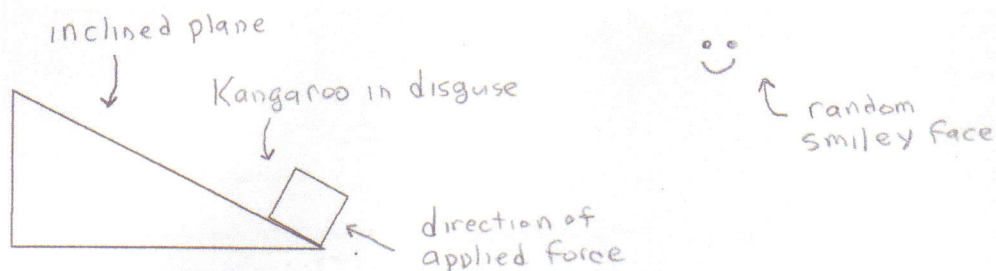 inclined plane
Kangaroo in disguse
random
smiley face
direction of
applied force